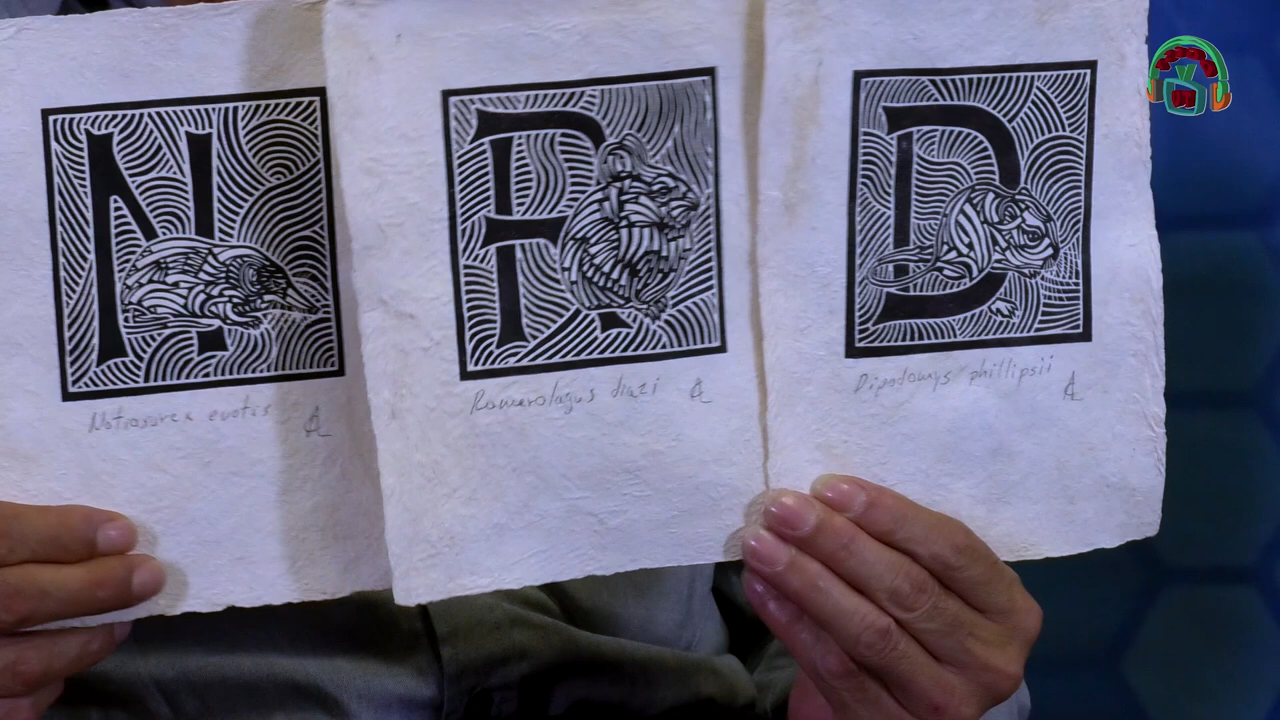 N
R
D
Notiosorex evotis
Romerolagus diazi
Dipodomys phillipsii